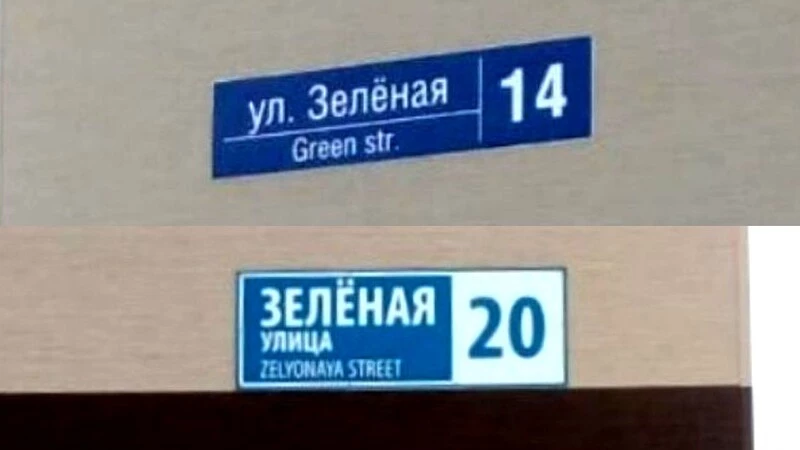 ул. Зелёная
Green str.
14
ЗЕЛЁНАЯ
УЛИЦА
ZELYONAYA STREET
20